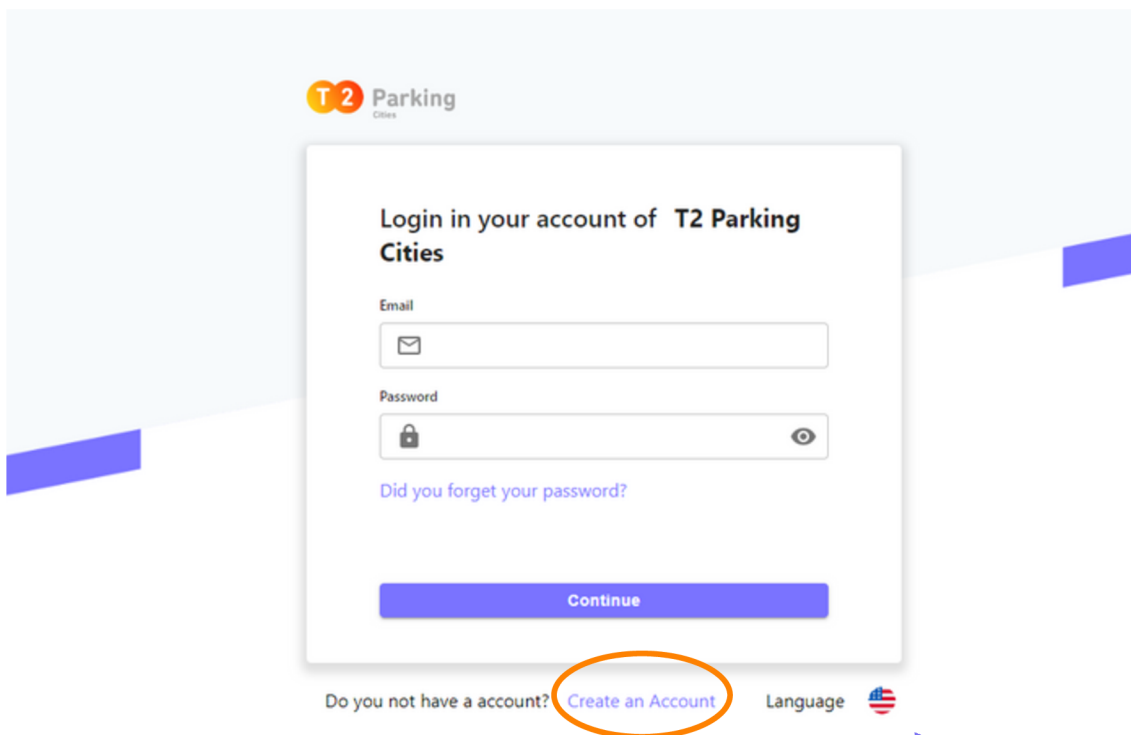 T2 Parking
Cities
Login in your account of T2 Parking
Cities
Email
Password
Did you forget your password?
Continue
Do you not have a account? Create an Account Language